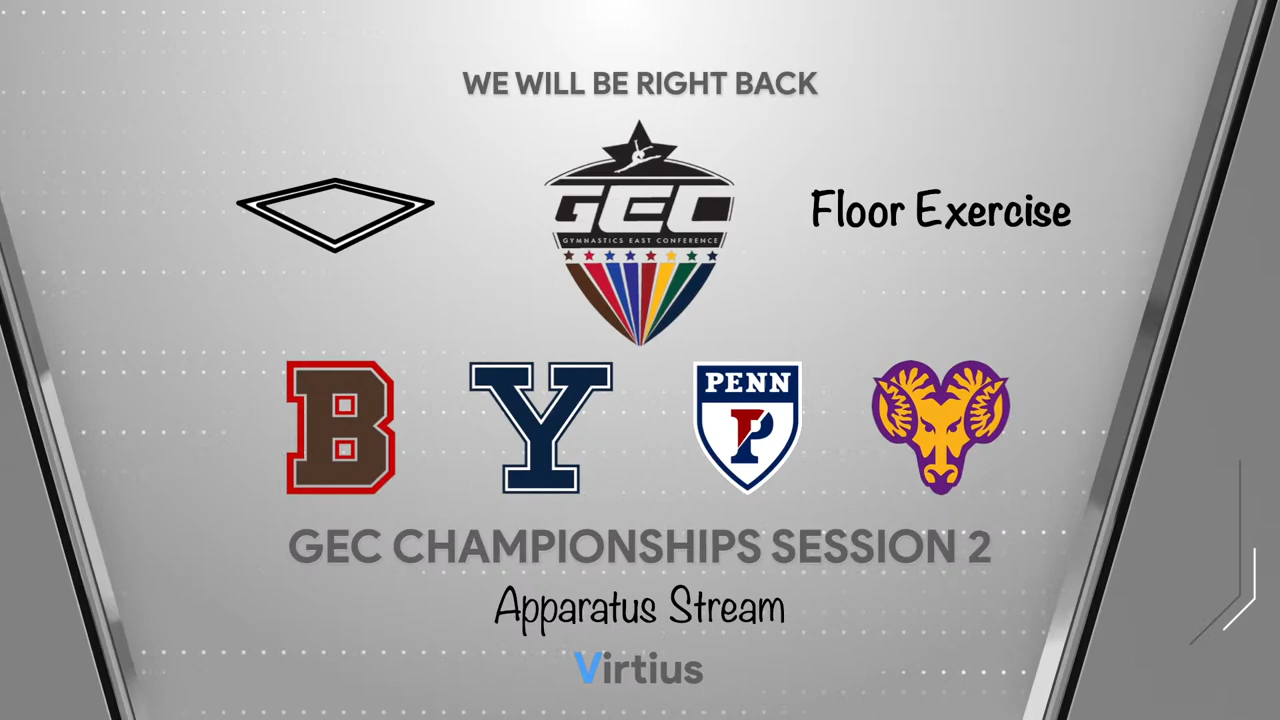 WE WILL BE RIGHT BACK
GEC
GYMNASTICS EAST CONFERENCE
Floor Exercise
B
Y
PENN
P
GEC CHAMPIONSHIPS SESSION 2
Apparatus Stream
Virtius